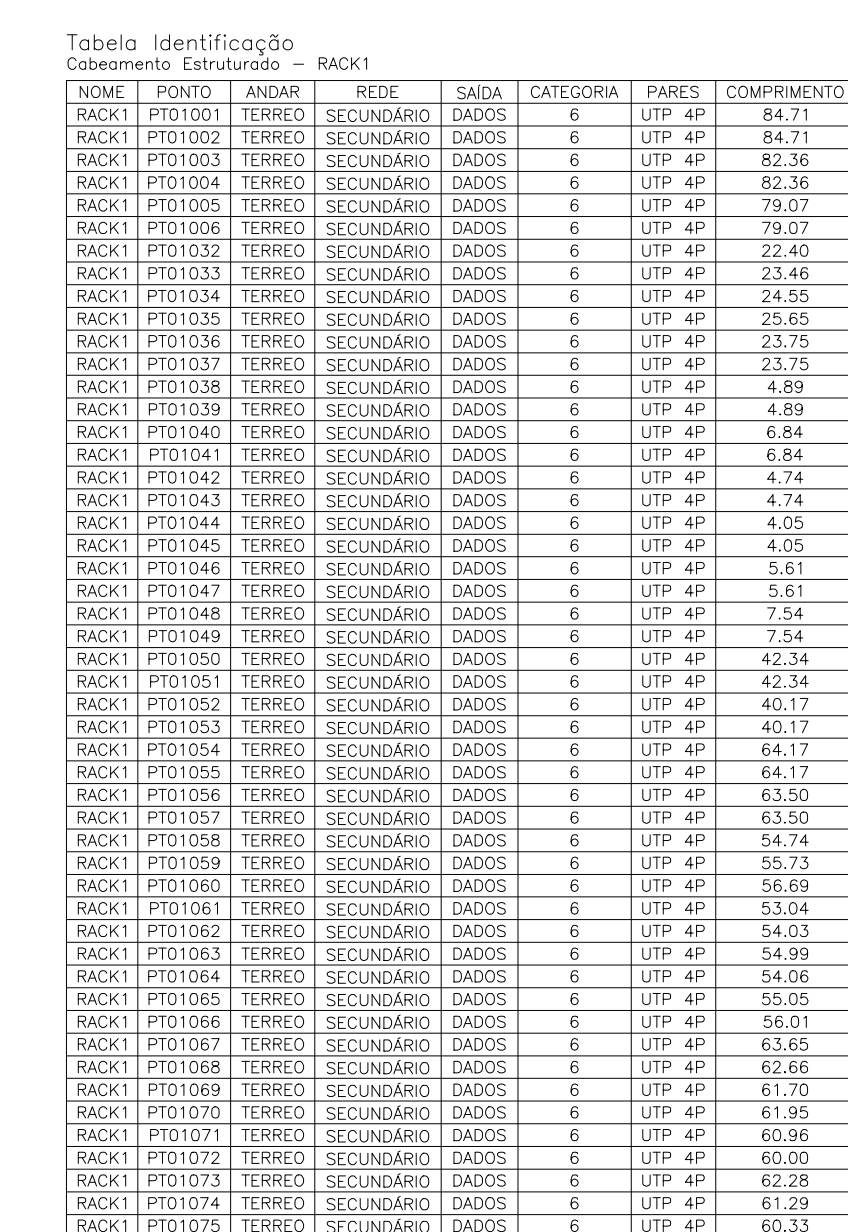 Tabela Identificação
Cabeamento Estruturado – RACK1
NOME PONTO ANDAR REDE SAÍDA CATEGORIA PARES COMPRIMENTO
RACK1 PT01001 TERREO SECUNDÁRIO DADOS 6 UTP 4P 84.71
RACK1 PT01002 TERREO SECUNDÁRIO DADOS 6 UTP 4P 84.71
RACK1 PT01003 TERREO SECUNDÁRIO DADOS 6 UTP 4P 82.36
RACK1 PT01004 TERREO SECUNDÁRIO DADOS 6 UTP 4P 82.36
RACK1 PT01005 TERREO SECUNDÁRIO DADOS 6 UTP 4P 79.07
RACK1 PT01006 TERREO SECUNDÁRIO DADOS 6 UTP 4P 79.07
RACK1 PT01032 TERREO SECUNDÁRIO DADOS 6 UTP 4P 22.40
RACK1 PT01033 TERREO SECUNDÁRIO DADOS 6 UTP 4P 23.46
RACK1 PT01034 TERREO SECUNDÁRIO DADOS 6 UTP 4P 24.55
RACK1 PT01035 TERREO SECUNDÁRIO DADOS 6 UTP 4P 25.65
RACK1 PT01036 TERREO SECUNDÁRIO DADOS 6 UTP 4P 23.75
RACK1 PT01037 TERREO SECUNDÁRIO DADOS 6 UTP 4P 23.75
RACK1 PT01038 TERREO SECUNDÁRIO DADOS 6 UTP 4P 4.89
RACK1 PT01039 TERREO SECUNDÁRIO DADOS 6 UTP 4P 4.89
RACK1 PT01040 TERREO SECUNDÁRIO DADOS 6 UTP 4P 6.84
RACK1 PT01041 TERREO SECUNDÁRIO DADOS 6 UTP 4P 6.84
RACK1 PT01042 TERREO SECUNDÁRIO DADOS 6 UTP 4P 4.74
RACK1 PT01043 TERREO SECUNDÁRIO DADOS 6 UTP 4P 4.74
RACK1 PT01044 TERREO SECUNDÁRIO DADOS 6 UTP 4P 4.05
RACK1 PT01045 TERREO SECUNDÁRIO DADOS 6 UTP 4P 4.05
RACK1 PT01046 TERREO SECUNDÁRIO DADOS 6 UTP 4P 5.61
RACK1 PT01047 TERREO SECUNDÁRIO DADOS 6 UTP 4P 5.61
RACK1 PT01048 TERREO SECUNDÁRIO DADOS 6 UTP 4P 7.54
RACK1 PT01049 TERREO SECUNDÁRIO DADOS 6 UTP 4P 7.54
RACK1 PT01050 TERREO SECUNDÁRIO DADOS 6 UTP 4P 42.34
RACK1 PT01051 TERREO SECUNDÁRIO DADOS 6 UTP 4P 42.34
RACK1 PT01052 TERREO SECUNDÁRIO DADOS 6 UTP 4P 40.17
RACK1 PT01053 TERREO SECUNDÁRIO DADOS 6 UTP 4P 40.17
RACK1 PT01054 TERREO SECUNDÁRIO DADOS 6 UTP 4P 64.17
RACK1 PT01055 TERREO SECUNDÁRIO DADOS 6 UTP 4P 64.17
RACK1 PT01056 TERREO SECUNDÁRIO DADOS 6 UTP 4P 63.50
RACK1 PT01057 TERREO SECUNDÁRIO DADOS 6 UTP 4P 63.50
RACK1 PT01058 TERREO SECUNDÁRIO DADOS 6 UTP 4P 54.74
RACK1 PT01059 TERREO SECUNDÁRIO DADOS 6 UTP 4P 55.73
RACK1 PT01060 TERREO SECUNDÁRIO DADOS 6 UTP 4P 56.69
RACK1 PT01061 TERREO SECUNDÁRIO DADOS 6 UTP 4P 53.04
RACK1 PT01062 TERREO SECUNDÁRIO DADOS 6 UTP 4P 54.03
RACK1 PT01063 TERREO SECUNDÁRIO DADOS 6 UTP 4P 54.99
RACK1 PT01064 TERREO SECUNDÁRIO DADOS 6 UTP 4P 54.06
RACK1 PT01065 TERREO SECUNDÁRIO DADOS 6 UTP 4P 55.05
RACK1 PT01066 TERREO SECUNDÁRIO DADOS 6 UTP 4P 56.01
RACK1 PT01067 TERREO SECUNDÁRIO DADOS 6 UTP 4P 63.65
RACK1 PT01068 TERREO SECUNDÁRIO DADOS 6 UTP 4P 62.66
RACK1 PT01069 TERREO SECUNDÁRIO DADOS 6 UTP 4P 61.70
RACK1 PT01070 TERREO SECUNDÁRIO DADOS 6 UTP 4P 61.95
RACK1 PT01071 TERREO SECUNDÁRIO DADOS 6 UTP 4P 60.96
RACK1 PT01072 TERREO SECUNDÁRIO DADOS 6 UTP 4P 60.00
RACK1 PT01073 TERREO SECUNDÁRIO DADOS 6 UTP 4P 62.28
RACK1 PT01074 TERREO SECUNDÁRIO DADOS 6 UTP 4P 61.29
RACK1 PT01075 TERREO SECUNDÁRIO DADOS 6 UTP 4P 60.33